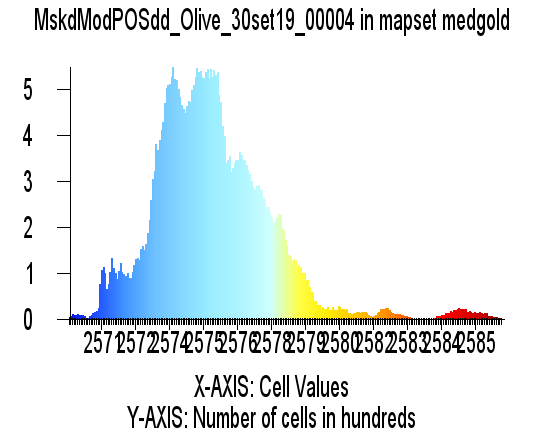 MskdModPOSdd_Olive_30set19_00004 in mapset medgold
5
4
3
2
1
0
2571 2572 2574 2575 2576 2578 2579 2580 2582 2583 2584 2585
X-AXIS: Cell Values
Y-AXIS: Number of cells in hundreds